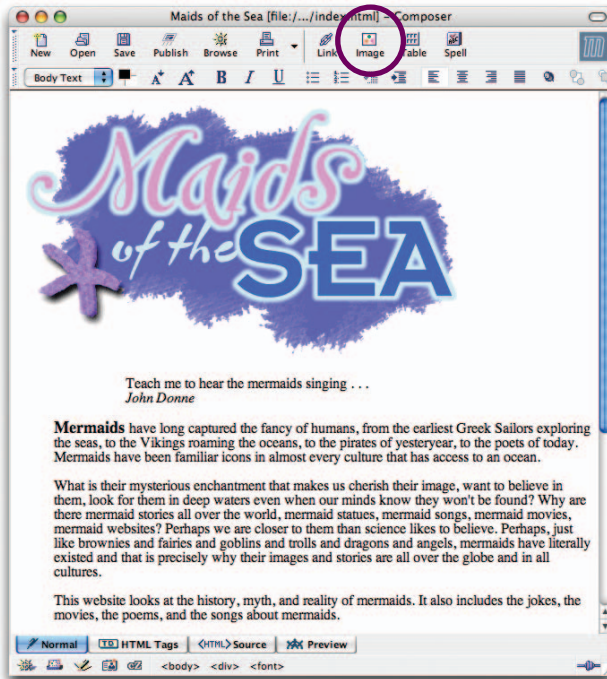 Maids of the Sea [file:/.../index.html] – Composer
New Open Save Publish Browse Print Link Image Table Spell
Body Text A A B I U
Maids
of the SEA
Teach me to hear the mermaids singing . . .
John Donne
Mermaids have long captured the fancy of humans, from the earliest Greek Sailors exploring
the seas, to the Vikings roaming the oceans, to the pirates of yesteryear, to the poets of today.
Mermaids have been familiar icons in almost every culture that has access to an ocean.
What is their mysterious enchantment that makes us cherish their image, want to believe in
them, look for them in deep waters even when our minds know they won't be found? Why are
there mermaid stories all over the world, mermaid statues, mermaid songs, mermaid movies,
mermaid websites? Perhaps we are closer to them than science likes to believe. Perhaps, just
like brownies and fairies and goblins and trolls and dragons and angels, mermaids have literally
existed and that is precisely why their images and stories are all over the globe and in all
cultures.
This website looks at the history, myth, and reality of mermaids. It also includes the jokes, the
movies, the poems, and the songs about mermaids.
Normal TD HTML Tags <HTML> Source Preview
<body> <div> <font>